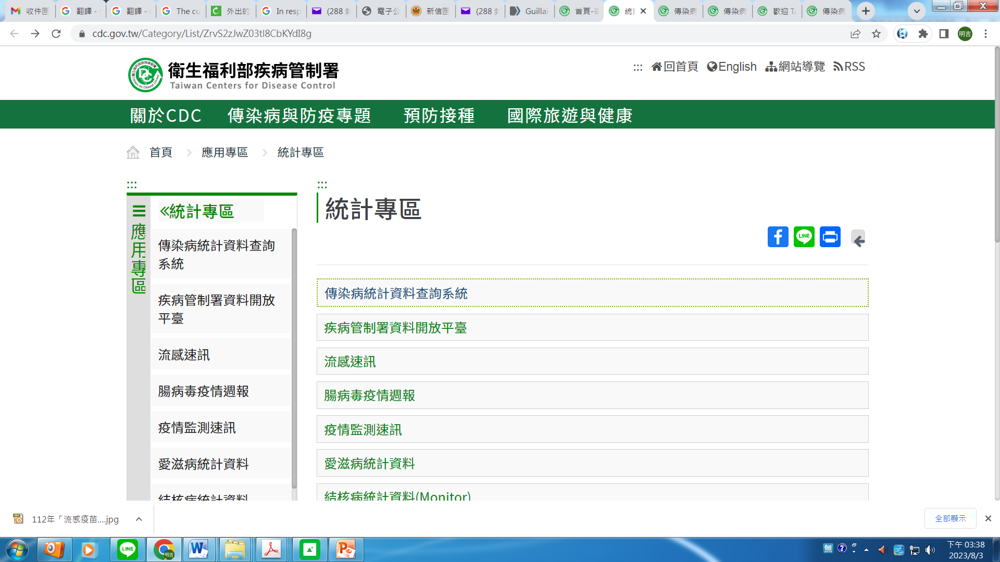 收件匣
翻譯 -
翻譯 -
The cu
外出的
In resp
(288 封
電子公
新信匣
(288 封
Guillai
首頁-衛
統計
傳染病
傳染病
歡迎 Ta
傳染病
cdc.gov.tw/Category/List/ZrvS2zJwZ03tI8CbKYdI8g
明吉
衛生福利部疾病管制署
Taiwan Centers for Disease Control
::: 回首頁 English 網站導覽 RSS
關於CDC 傳染病與防疫專題 預防接種 國際旅遊與健康
首頁 應用專區 統計專區
:::
應用專區
統計專區
傳染病統計資料查詢
系統
疾病管制署資料開放
平臺
流感速訊
腸病毒疫情週報
疫情監測速訊
愛滋病統計資料
結核病統計資料
:::
統計專區
LINE
傳染病統計資料查詢系統
疾病管制署資料開放平臺
流感速訊
腸病毒疫情週報
疫情監測速訊
愛滋病統計資料
結核病統計資料(Monitor)
112年「流感疫苗....jpg
全部顯示
LINE
明吉
無
下午 03:38
2023/8/3